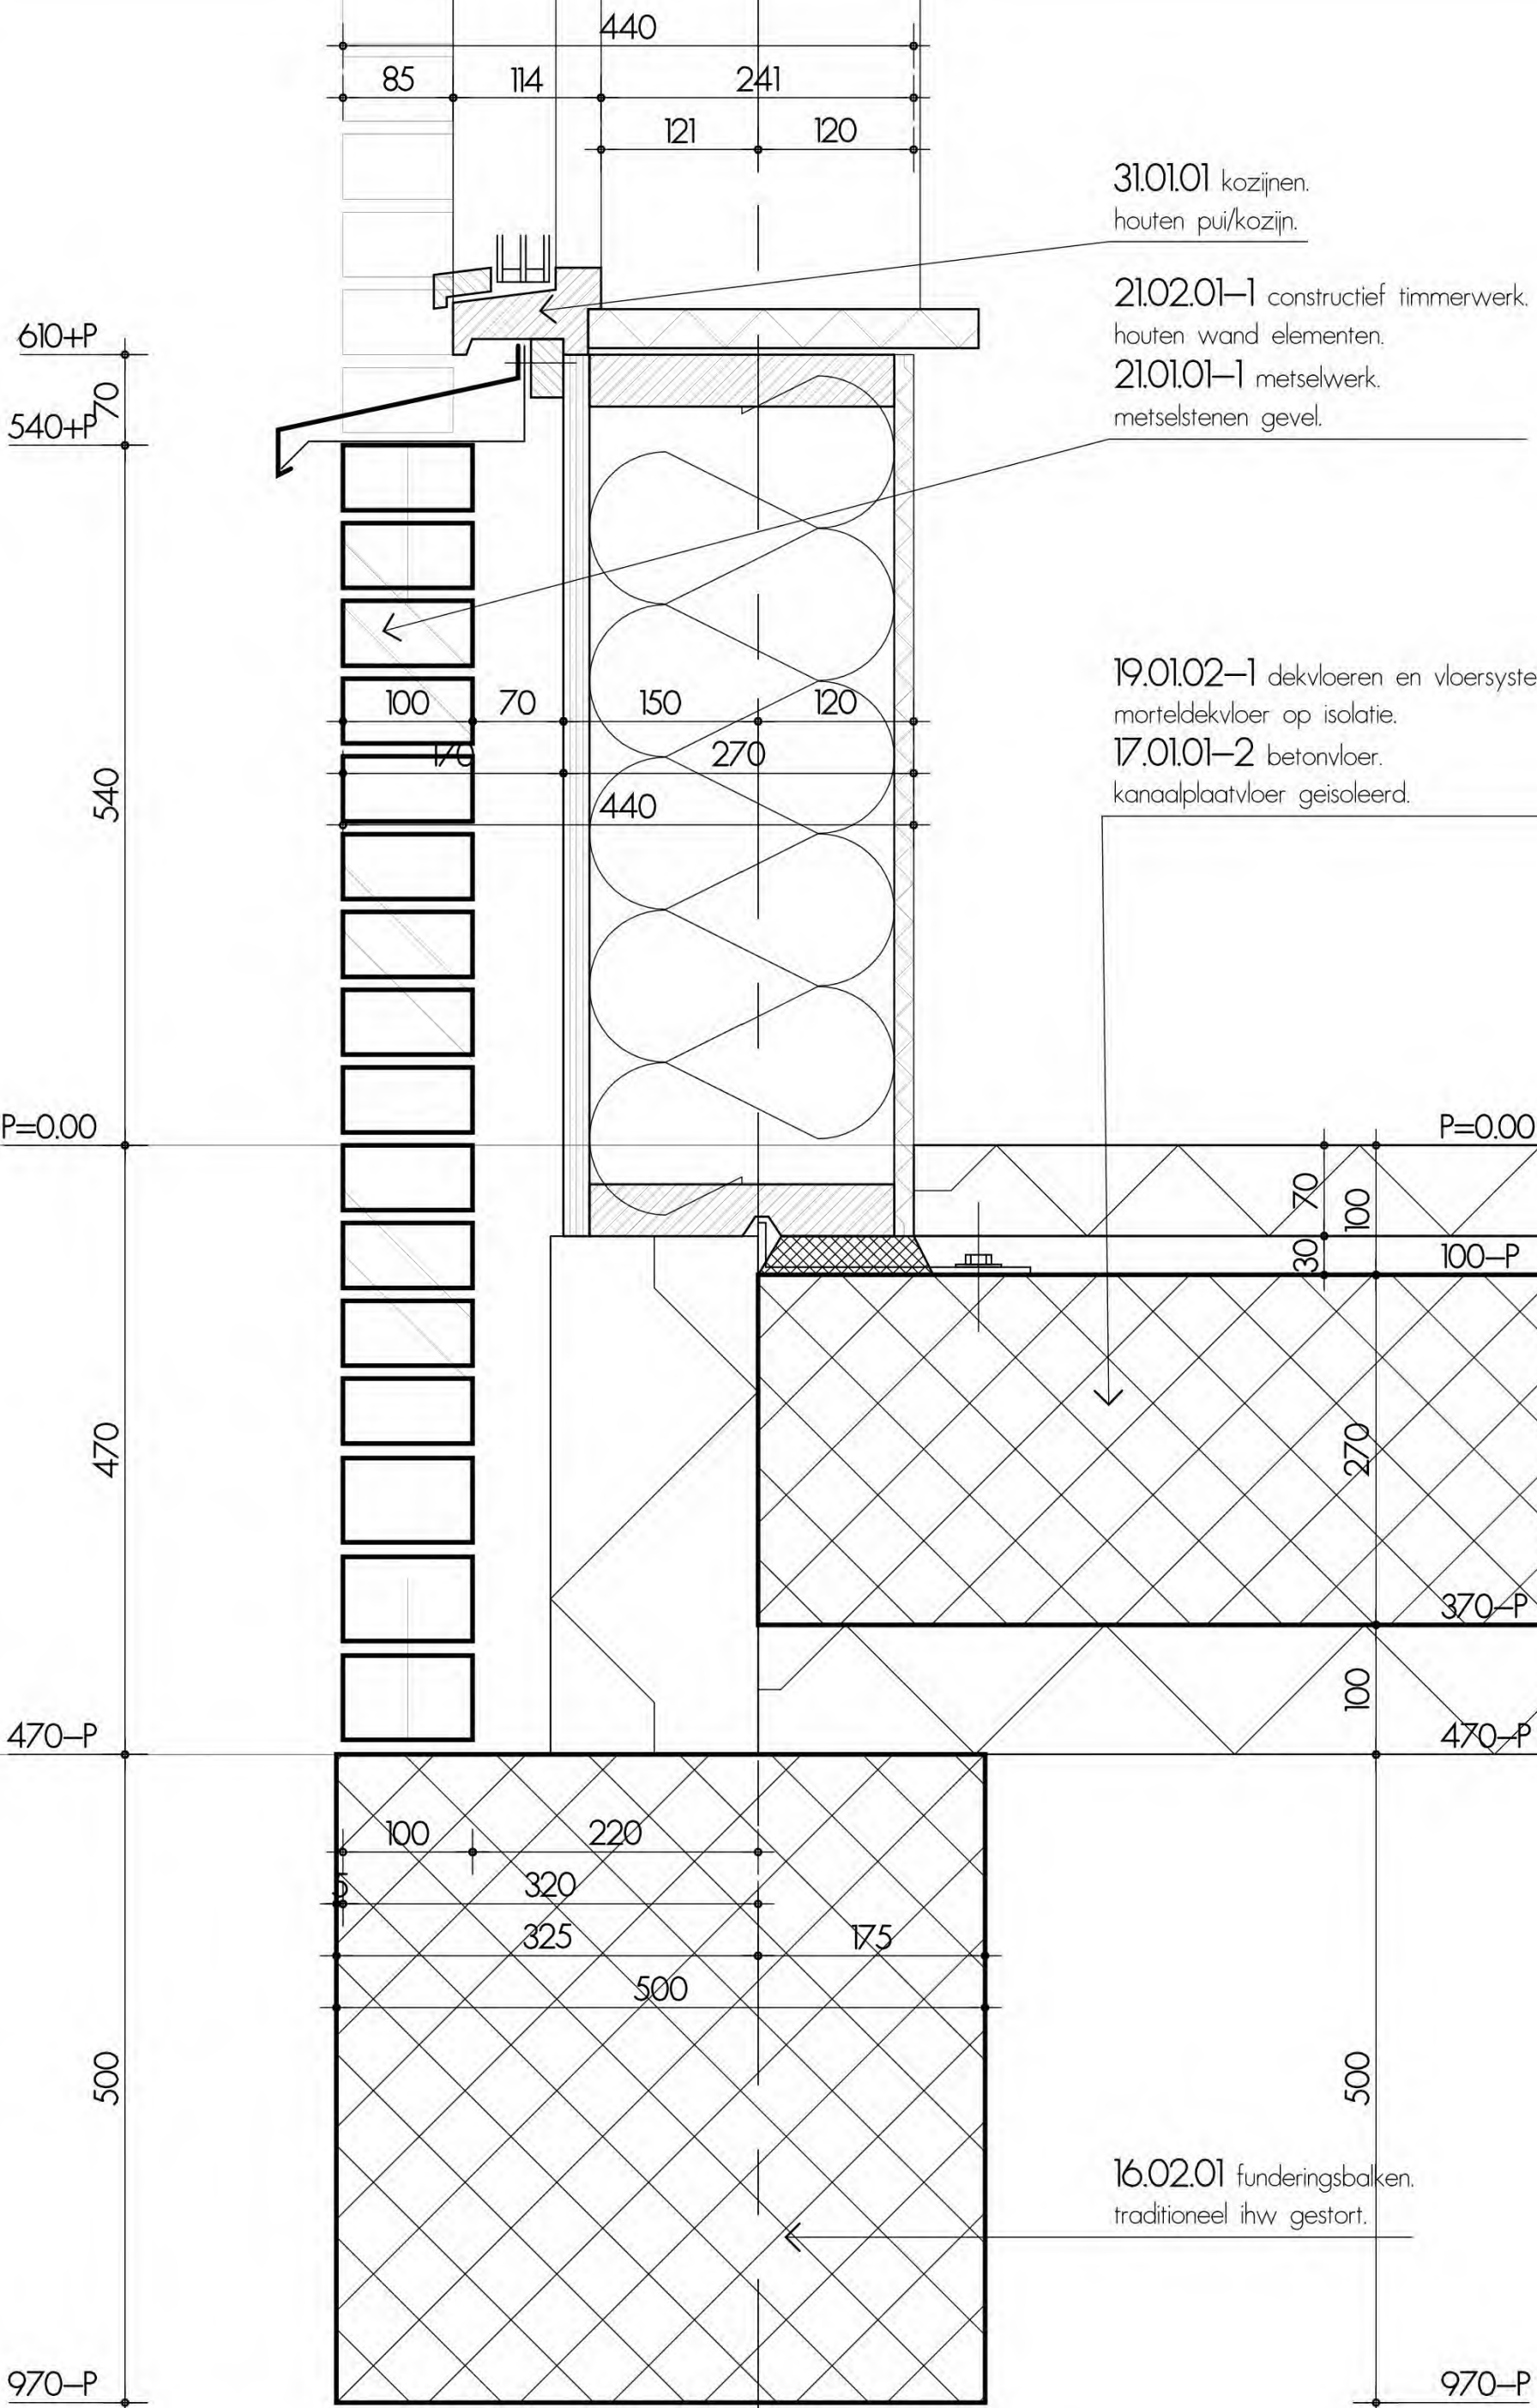 440
85 114 241
121 120
31.01.01 kozijnen.
houten pui/kozijn.
21.02.01–1 constructief timmerwerk.
houten wand elementen.
21.01.01–1 metselwerk.
metselstenen gevel.
610+P
70
540+P
19.01.02–1 dekvloeren en vloersyste
morteldekvloer op isolatie.
17.01.01–2 betonvloer.
kanaalplaatvloer geisoleerd.
100 70 150 120
170 270
440
540
P=0.00
P=0.00
70
100
30
100–P
470
270
370–P
100
470–P
470–P
100 220
5 320
325 175
500
500
500
16.02.01 funderingsbalken.
traditioneel ihw gestort.
970–P
970–P